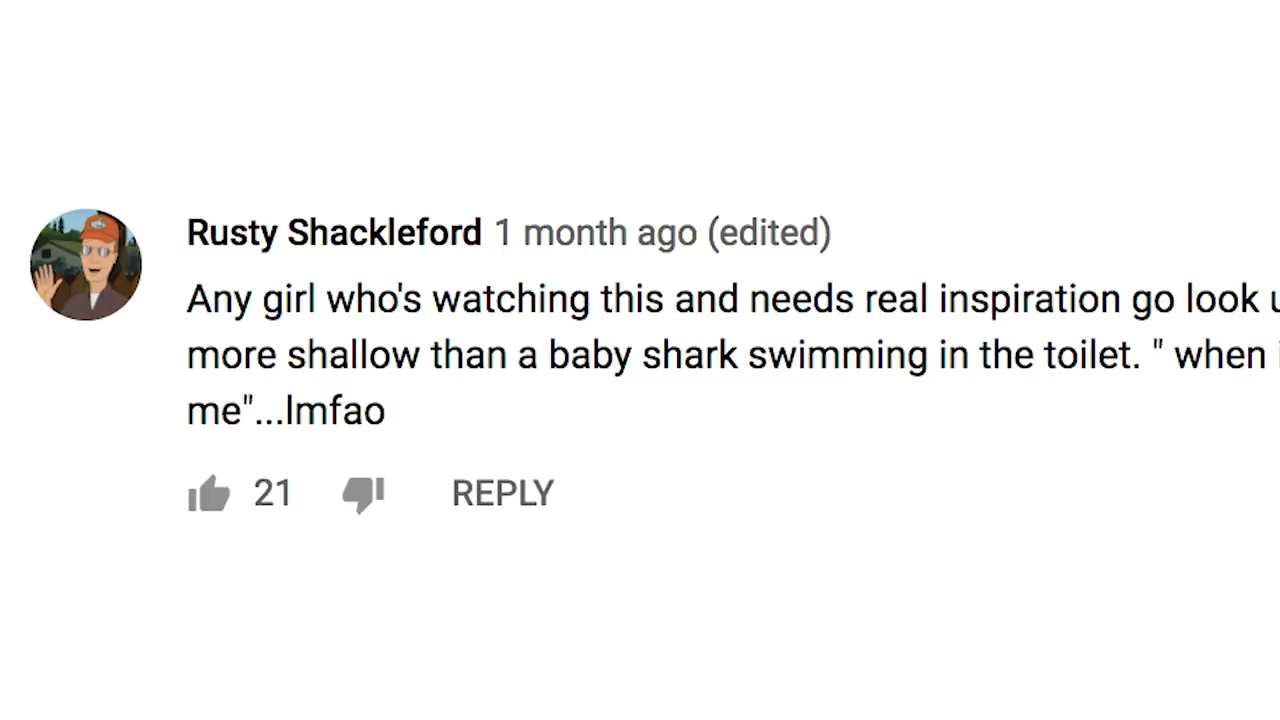 Rusty Shackleford 1 month ago (edited)
Any girl who's watching this and needs real inspiration go look
more shallow than a baby shark swimming in the toilet. " when
me"...lmfao
21 REPLY